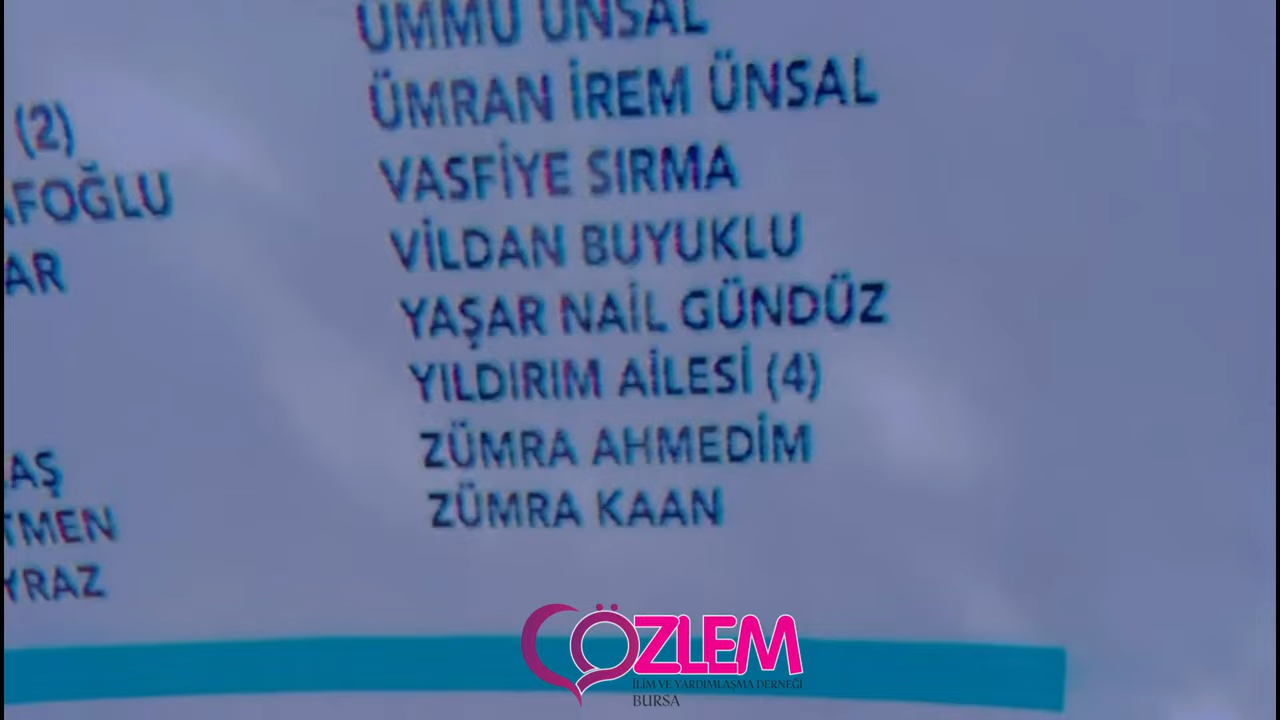 (2)
AFOĞLU
AR
AŞ
TMEN
YRAZ
ÜMMÜ ÜNSAL
ÜMRAN İREM ÜNSAL
VASFİYE SIRMA
VİLDAN BUYUKLU
YAŞAR NAİL GÜNDÜZ
YILDIRIM AİLESİ (4)
ZÜMRA AHMEDİM
ZÜMRA KAAN
ÖZLEM
İLİM VE YARDIMLAŞMA DERNEĞİ
BURSA